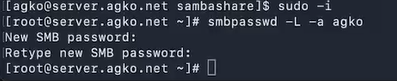 [agko@server.agko.net sambashare]$ sudo -i
[root@server.agko.net ~]# smbpasswd -L -a agko
New SMB password:
Retype new SMB password:
[root@server.agko.net ~]#